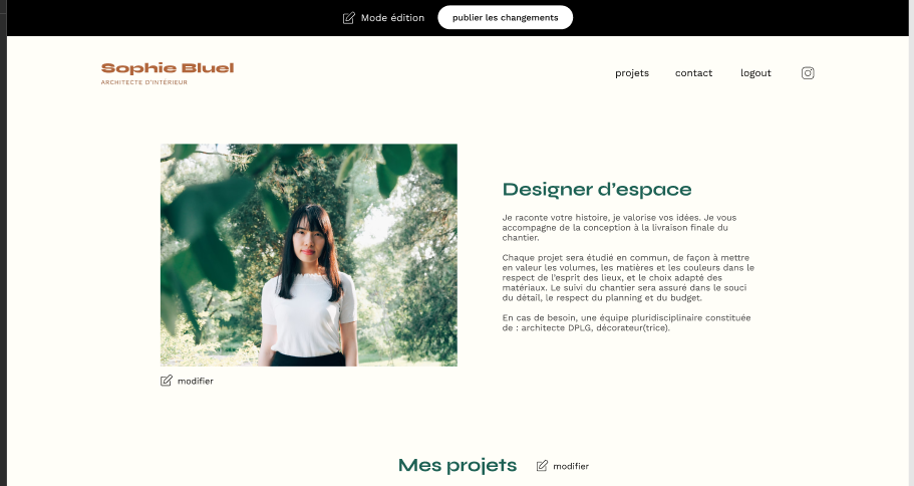 Mode édition publier les changements
Sophie Bluel
ARCHITECTE D'INTÉRIEUR
projets contact logout
Designer d'espace
Je raconte votre histoire, je valorise vos idées. Je vous
accompagne de la conception à la livraison finale du
chantier.
Chaque projet sera étudié en commun, de façon à mettre
en valeur les volumes, les matières et les couleurs dans le
respect de l'esprit des lieux, et le choix adapté des
matériaux. Le suivi du chantier sera assuré dans le souci
du détail, le respect du planning et du budget.
En cas de besoin, une équipe pluridisciplinaire constituée
de : architecte DPLG, décorateur(trice).
modifier
Mes projets modifier